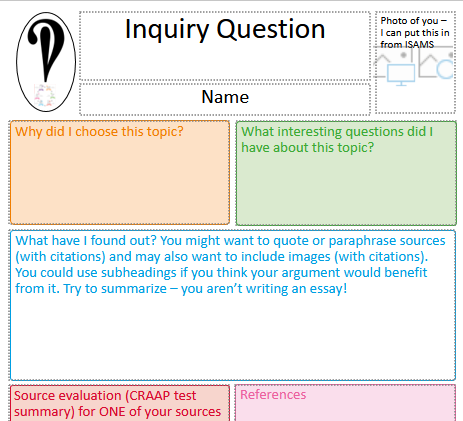 Inquiry Question
Photo of you –
I can put this in
from ISAMS
Name
Why did I choose this topic?
What interesting questions did I
have about this topic?
What have I found out? You might want to quote or paraphrase sources
(with citations) and may also want to include images (with citations).
You could use subheadings if you think your argument would benefit
from it. Try to summarize – you aren’t writing an essay!
Source evaluation (CRAAP test
summary) for ONE of your sources
References